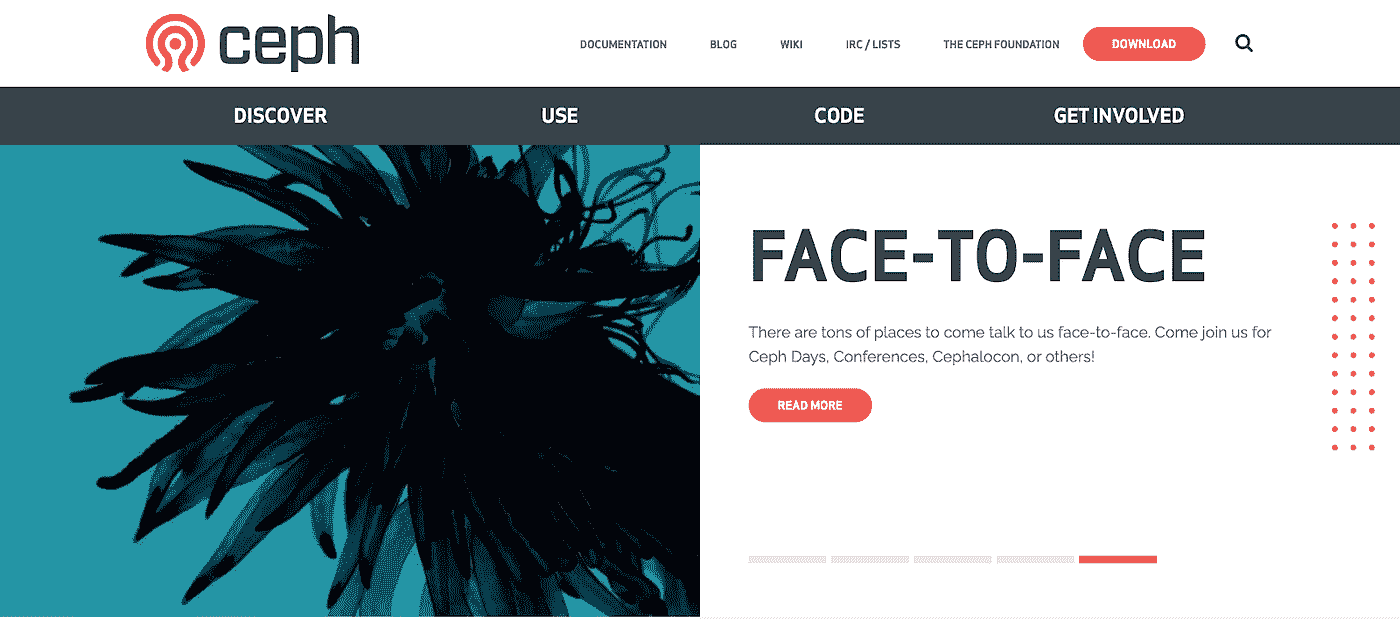 ceph
DOCUMENTATION BLOG WIKI IRC / LISTS THE CEPH FOUNDATION DOWNLOAD
DISCOVER USE CODE GET INVOLVED
FACE-TO-FACE
There are tons of places to come talk to us face-to-face. Come join us for
Ceph Days, Conferences, Cephalocon, or others!
READ MORE